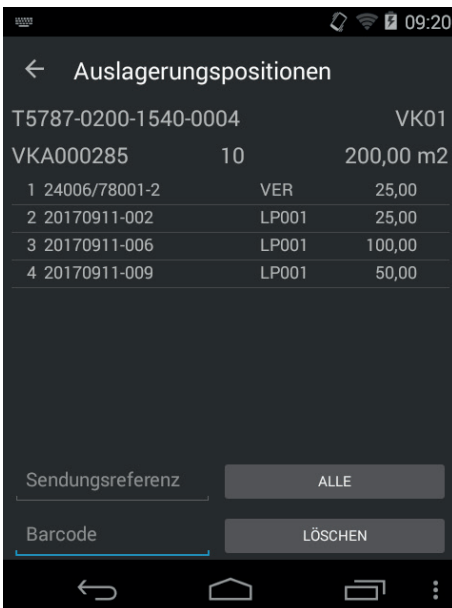 09:20
Auslagerungspositionen
T5787-0200-1540-0004 VK01
VKA000285 10 200,00 m2
1 24006/78001-2 VER 25,00
2 20170911-002 LP001 25,00
3 20170911-006 LP001 100,00
4 20170911-009 LP001 50,00
Sendungsreferenz ALLE
Barcode LÖSCHEN